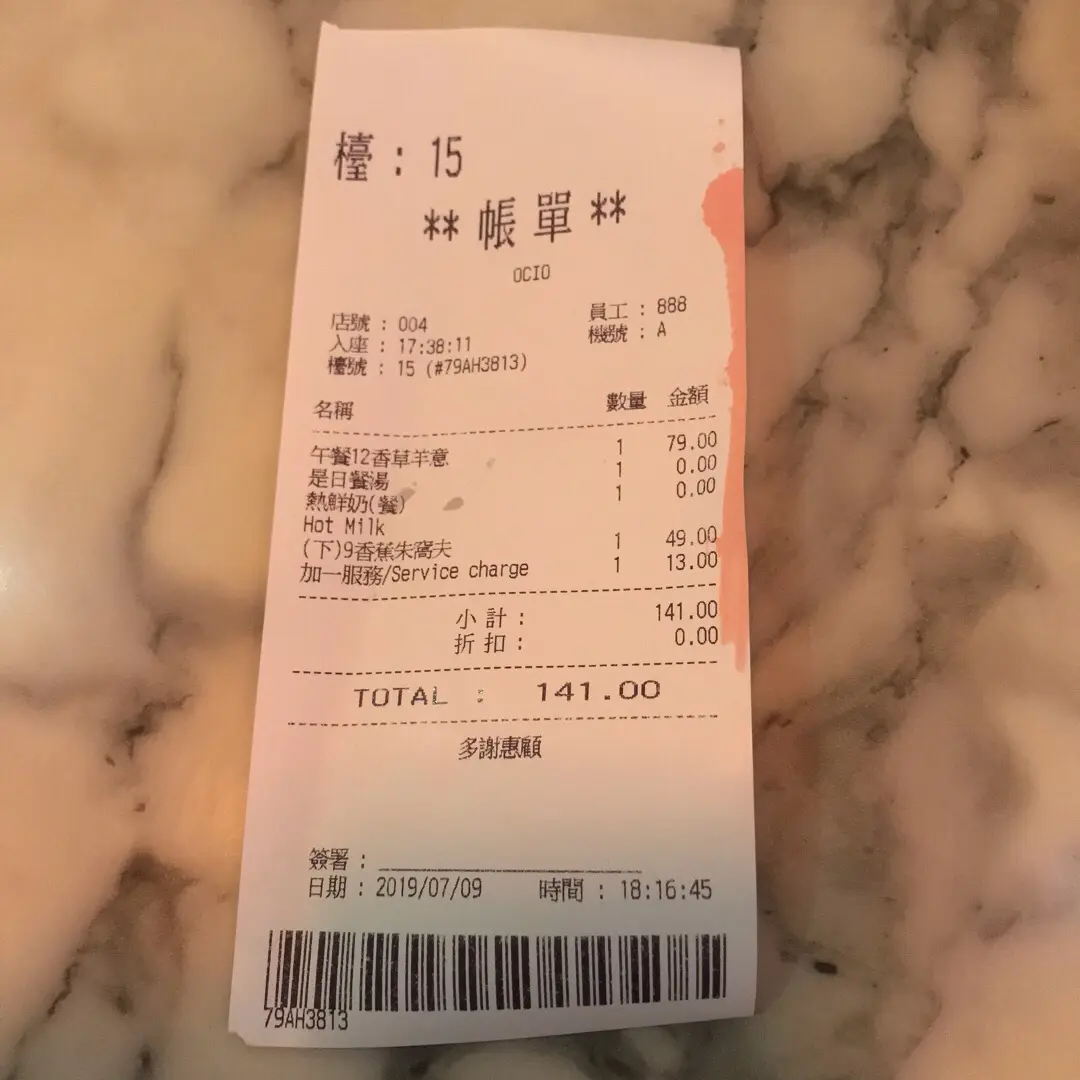 檯 : 15
** 帳單 **
OCIO
店號 : 004 員工 : 888
入座 : 17:38:11 機號 : A
檯號 : 15 (#79AH3813)
名稱 數量 金額
午餐12香草羊意 1 79.00
是日餐湯 1 0.00
熱鮮奶(餐) 1 0.00
Hot Milk
(下)9香蕉朱窩夫 1 49.00
加一服務/Service charge 1 13.00
小計 : 141.00
折扣 : 0.00
TOTAL : 141.00
多謝惠顧
簽署 :
日期 : 2019/07/09 時間 : 18:16:45
79AH3813